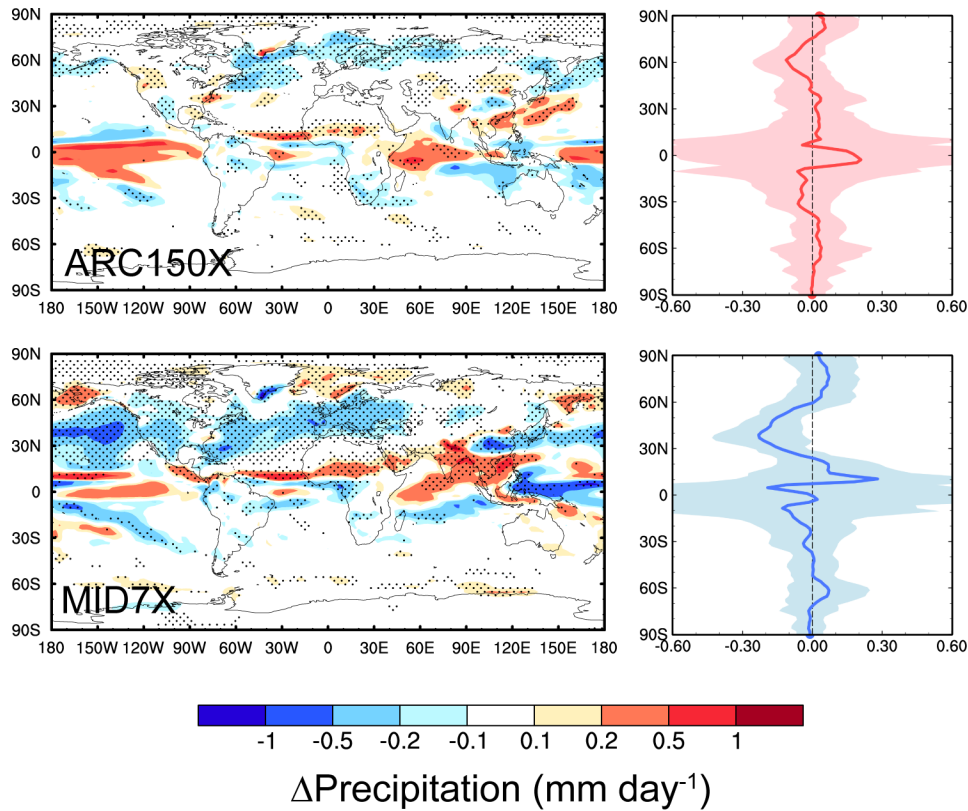 90N
60N
30N
0
30S
60S
90S
ARC150X
180 150W 120W 90W 60W 30W 0 30E 60E 90E 120E 150E 180
90N
60N
30N
0
30S
60S
90S
-0.60 -0.30 0.00 0.30 0.60
90N
60N
30N
0
30S
60S
90S
MID7X
180 150W 120W 90W 60W 30W 0 30E 60E 90E 120E 150E 180
90N
60N
30N
0
30S
60S
90S
-0.60 -0.30 0.00 0.30 0.60
-1 -0.5 -0.2 -0.1 0.1 0.2 0.5 1
ΔPrecipitation (mm day⁻¹)